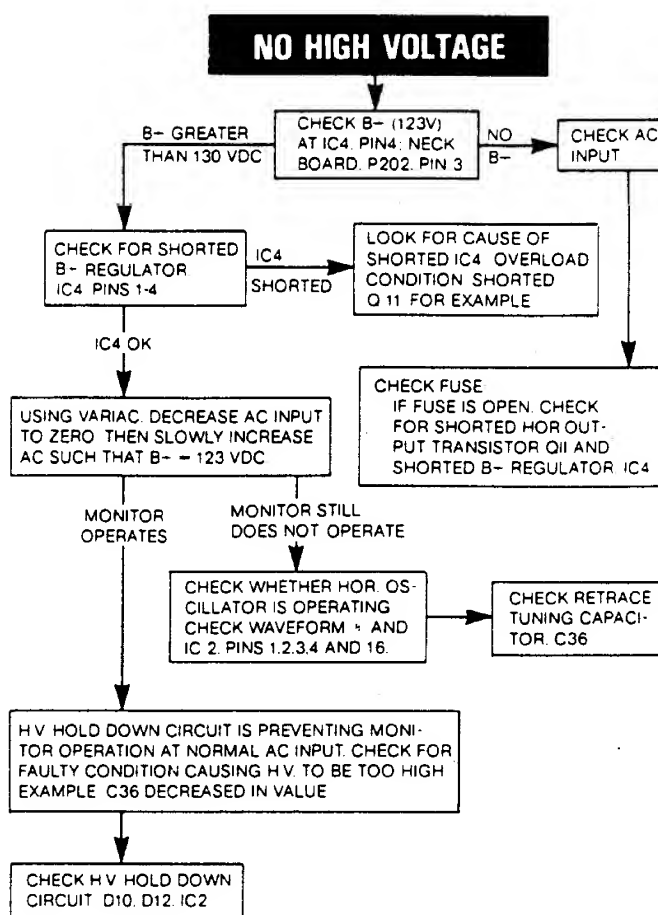 NO HIGH VOLTAGE
CHECK B- (123V)
AT IC4. PIN4: NECK
BOARD. P202. PIN 3
B- GREATER
THAN 130 VDC
NO
B-
CHECK AC
INPUT
CHECK FOR SHORTED
B- REGULATOR
IC4 PINS 1-4
IC4
SHORTED
LOOK FOR CAUSE OF
SHORTED IC4 OVERLOAD
CONDITION SHORTED
Q 11 FOR EXAMPLE
IC4 OK
CHECK FUSE
IF FUSE IS OPEN. CHECK
FOR SHORTED HOR OUT-
PUT TRANSISTOR QII AND
SHORTED B- REGULATOR IC4
USING VARIAC. DECREASE AC INPUT
TO ZERO THEN SLOWLY INCREASE
AC SUCH THAT B- = 123 VDC
MONITOR
OPERATES
MONITOR STILL
DOES NOT OPERATE
CHECK WHETHER HOR. OS-
CILLATOR IS OPERATING
CHECK WAVEFORM AND
IC 2. PINS 1.2.3.4 AND 16.
CHECK RETRACE
TUNING CAPACI-
TOR. C36
H V HOLD DOWN CIRCUIT IS PREVENTING MONI-
TOR OPERATION AT NORMAL AC INPUT. CHECK FOR
FAULTY CONDITION CAUSING H V. TO BE TOO HIGH
EXAMPLE C36 DECREASED IN VALUE
CHECK H V HOLD DOWN
CIRCUIT D10. D12. IC2